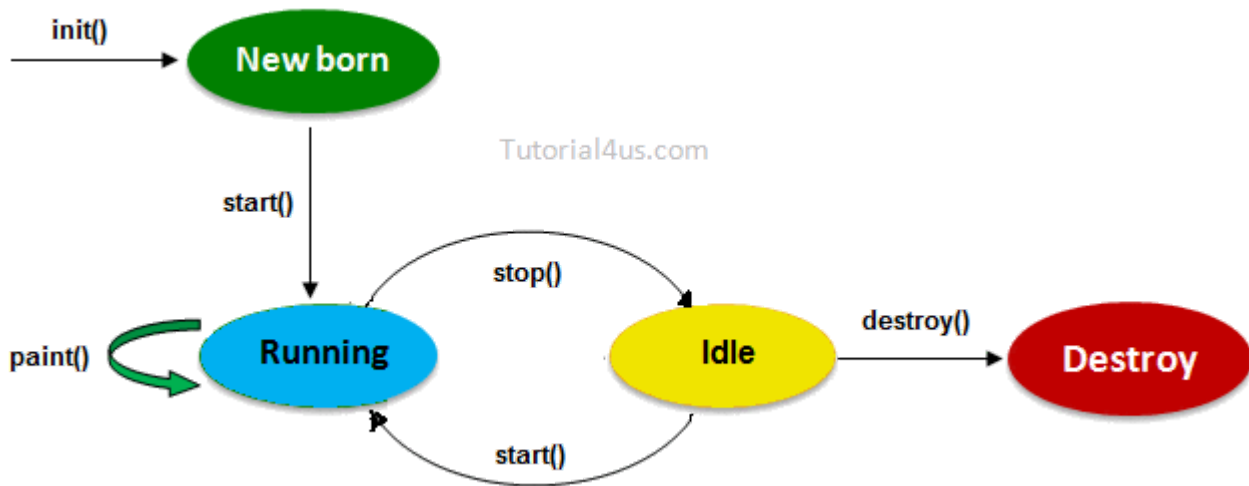 init()
New born
Tutorial4us.com
start()
stop()
destroy()
paint()
Running
Idle
Destroy
start()